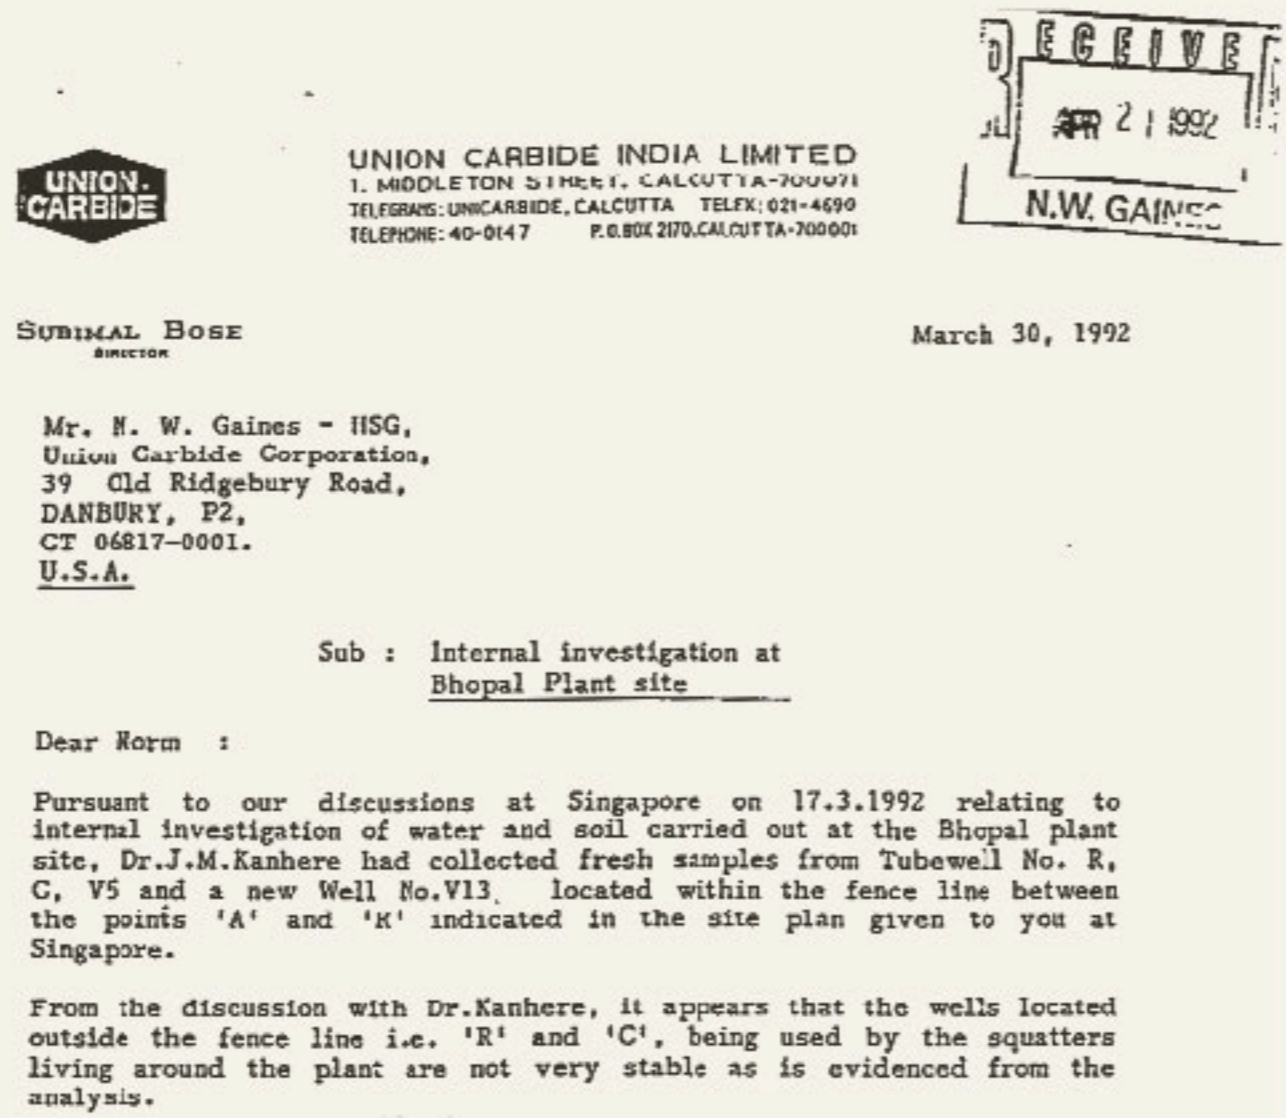 RECEIVED
APR 21 1992
N.W. GAINES
UNION CARBIDE
UNION CARBIDE INDIA LIMITED
1, MIDDLETON STREET, CALCUTTA-700071
TELEGRAMS: UNICARBIDE, CALCUTTA TELEX: 021-4690
TELEPHONE: 40-0147 P.O.BOX 2170, CALCUTTA-700001
SUBIMAL BOSE
DIRECTOR
March 30, 1992
Mr. N. W. Gaines - HSG,
Union Carbide Corporation,
39 Old Ridgebury Road,
DANBURY, P2,
CT 06817-0001.
U.S.A.
Sub : Internal investigation at
Bhopal Plant site
Dear Norm :
Pursuant to our discussions at Singapore on 17.3.1992 relating to
internal investigation of water and soil carried out at the Bhopal plant
site, Dr.J.M.Kanhere had collected fresh samples from Tubewell No. R,
C, V5 and a new Well No.V13 located within the fence line between
the points 'A' and 'K' indicated in the site plan given to you at
Singapore.
From the discussion with Dr.Kanhere, it appears that the wells located
outside the fence line i.e. 'R' and 'C', being used by the squatters
living around the plant are not very stable as is evidenced from the
analysis.